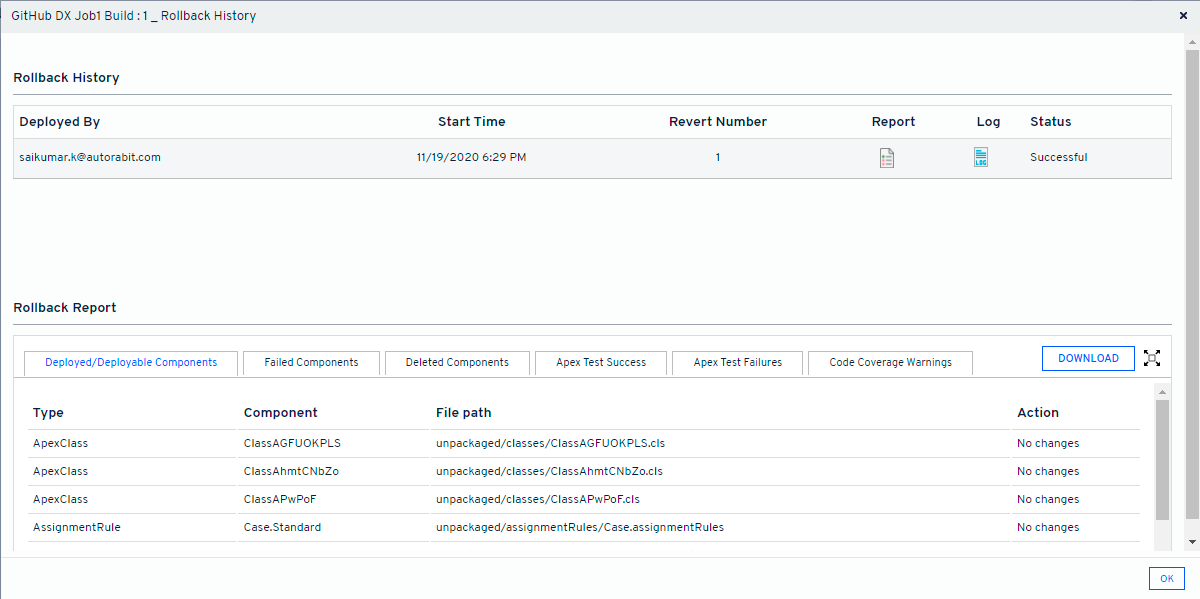 GitHub DX Job1 Build : 1 _ Rollback History
Rollback History
Deployed By Start Time Revert Number Report Log Status
saikumar.k@autorabit.com 11/19/2020 6:29 PM 1 LOG Successful
Rollback Report
Deployed/Deployable Components Failed Components Deleted Components Apex Test Success Apex Test Failures Code Coverage Warnings DOWNLOAD
Type Component File path Action
ApexClass ClassAGFUOKPLS unpackaged/classes/ClassAGFUOKPLS.cls No changes
ApexClass ClassAhmtCNbZo unpackaged/classes/ClassAhmtCNbZo.cls No changes
ApexClass ClassAPwPoF unpackaged/classes/ClassAPwPoF.cls No changes
AssignmentRule Case.Standard unpackaged/assignmentRules/Case.assignmentRules No changes
OK